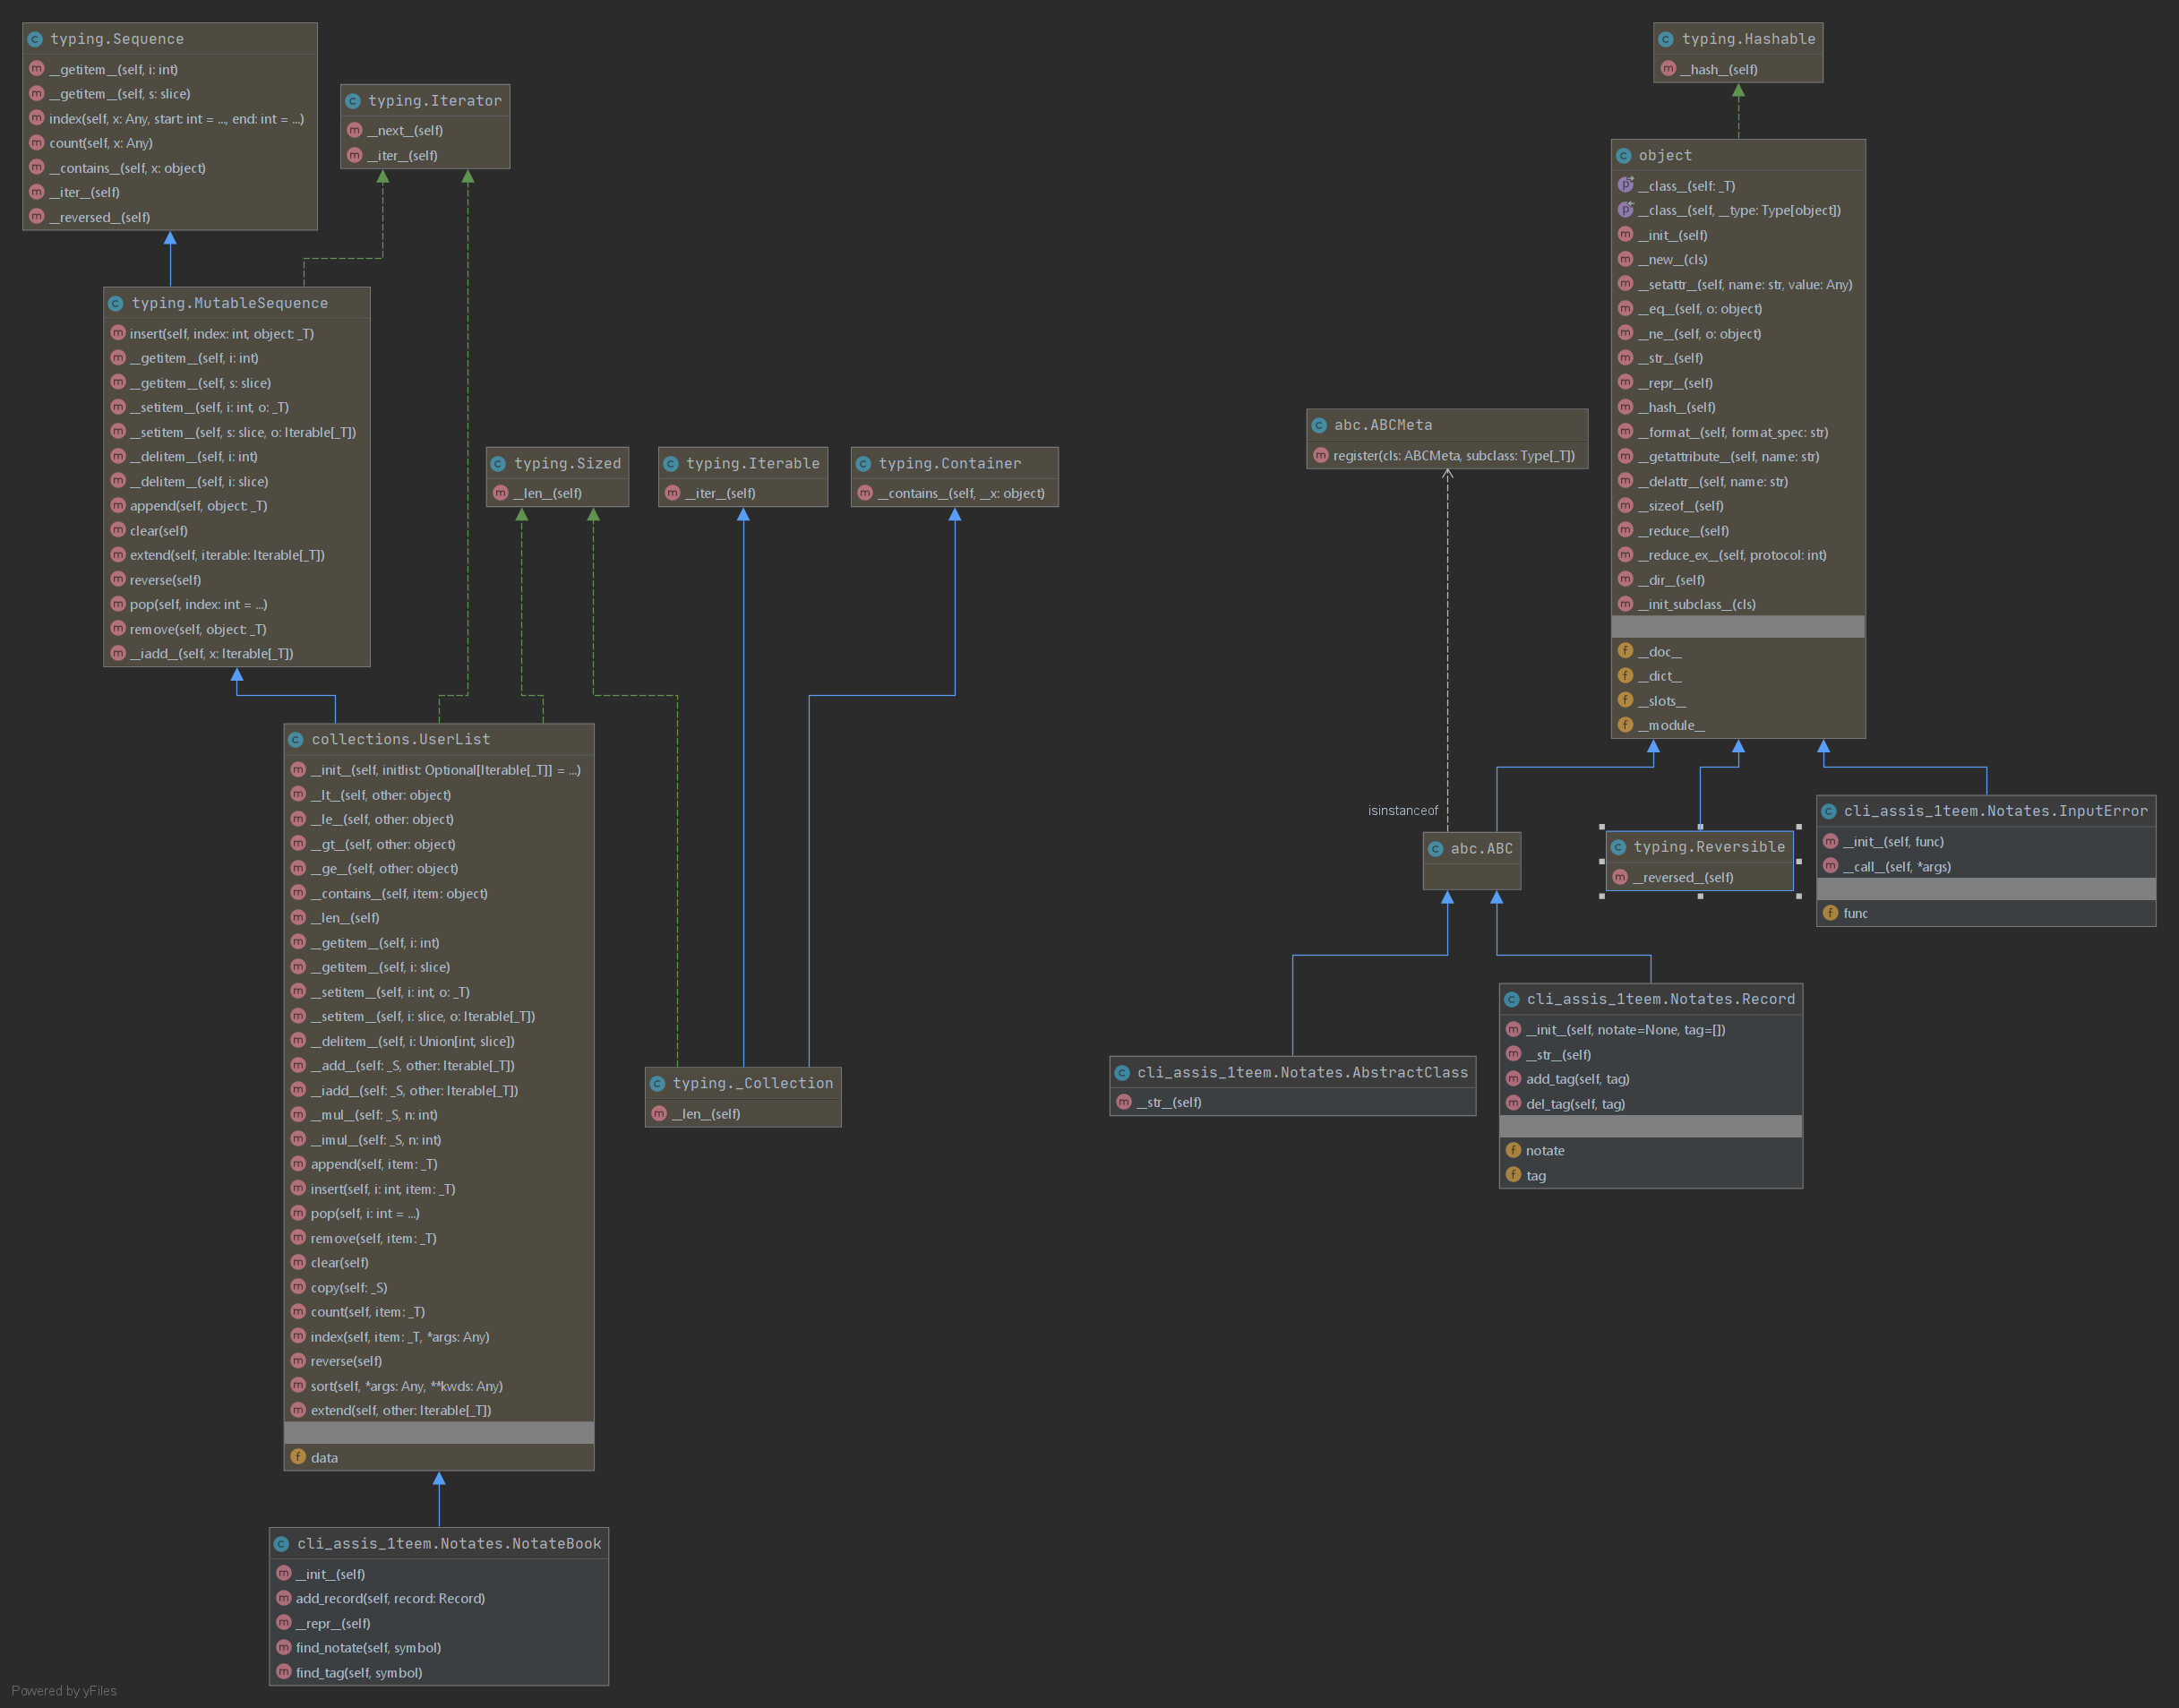 typing.Sequence
__getitem__(self, i: int)
__getitem__(self, s: slice)
index(self, x: Any, start: int = ..., end: int = ...)
count(self, x: Any)
__contains__(self, x: object)
__iter__(self)
__reversed__(self)
typing.Iterator
__next__(self)
__iter__(self)
typing.MutableSequence
insert(self, index: int, object: _T)
__getitem__(self, i: int)
__getitem__(self, s: slice)
__setitem__(self, i: int, o: _T)
__setitem__(self, s: slice, o: Iterable[_T])
__delitem__(self, i: int)
__delitem__(self, i: slice)
append(self, object: _T)
clear(self)
extend(self, iterable: Iterable[_T])
reverse(self)
pop(self, index: int = ...)
remove(self, object: _T)
__iadd__(self, x: Iterable[_T])
typing.Sized
__len__(self)
typing.Iterable
__iter__(self)
typing.Container
__contains__(self, __x: object)
collections.UserList
__init__(self, initlist: Optional[Iterable[_T]] = ...)
__lt__(self, other: object)
__le__(self, other: object)
__gt__(self, other: object)
__ge__(self, other: object)
__contains__(self, item: object)
__len__(self)
__getitem__(self, i: int)
__getitem__(self, i: slice)
__setitem__(self, i: int, o: _T)
__setitem__(self, i: slice, o: Iterable[_T])
__delitem__(self, i: Union[int, slice])
__add__(self: _S, other: Iterable[_T])
__iadd__(self: _S, other: Iterable[_T])
__mul__(self: _S, n: int)
__imul__(self: _S, n: int)
append(self, item: _T)
insert(self, i: int, item: _T)
pop(self, i: int = ...)
remove(self, item: _T)
clear(self)
copy(self: _S)
count(self, item: _T)
index(self, item: _T, *args: Any)
reverse(self)
sort(self, *args: Any, **kwds: Any)
extend(self, other: Iterable[_T])
data
typing._Collection
__len__(self)
cli_assis_1teem.Notates.NotateBook
__init__(self)
add_record(self, record: Record)
__repr__(self)
find_notate(self, symbol)
find_tag(self, symbol)
typing.Hashable
__hash__(self)
object
__class__(self: _T)
__class__(self, __type: Type[object])
__init__(self)
__new__(cls)
__setattr__(self, name: str, value: Any)
__eq__(self, o: object)
__ne__(self, o: object)
__str__(self)
__repr__(self)
__hash__(self)
__format__(self, format_spec: str)
__getattribute__(self, name: str)
__delattr__(self, name: str)
__sizeof__(self)
__reduce__(self)
__reduce_ex__(self, protocol: int)
__dir__(self)
__init_subclass__(cls)
__doc__
__dict__
__slots__
__module__
abc.ABCMeta
register(cls: ABCMeta, subclass: Type[_T])
isinstanceof
abc.ABC
typing.Reversible
__reversed__(self)
cli_assis_1teem.Notates.InputError
__init__(self, func)
__call__(self, *args)
func
cli_assis_1teem.Notates.AbstractClass
__str__(self)
cli_assis_1teem.Notates.Record
__init__(self, notate=None, tag=[])
__str__(self)
add_tag(self, tag)
del_tag(self, tag)
notate
tag
Powered by yFiles